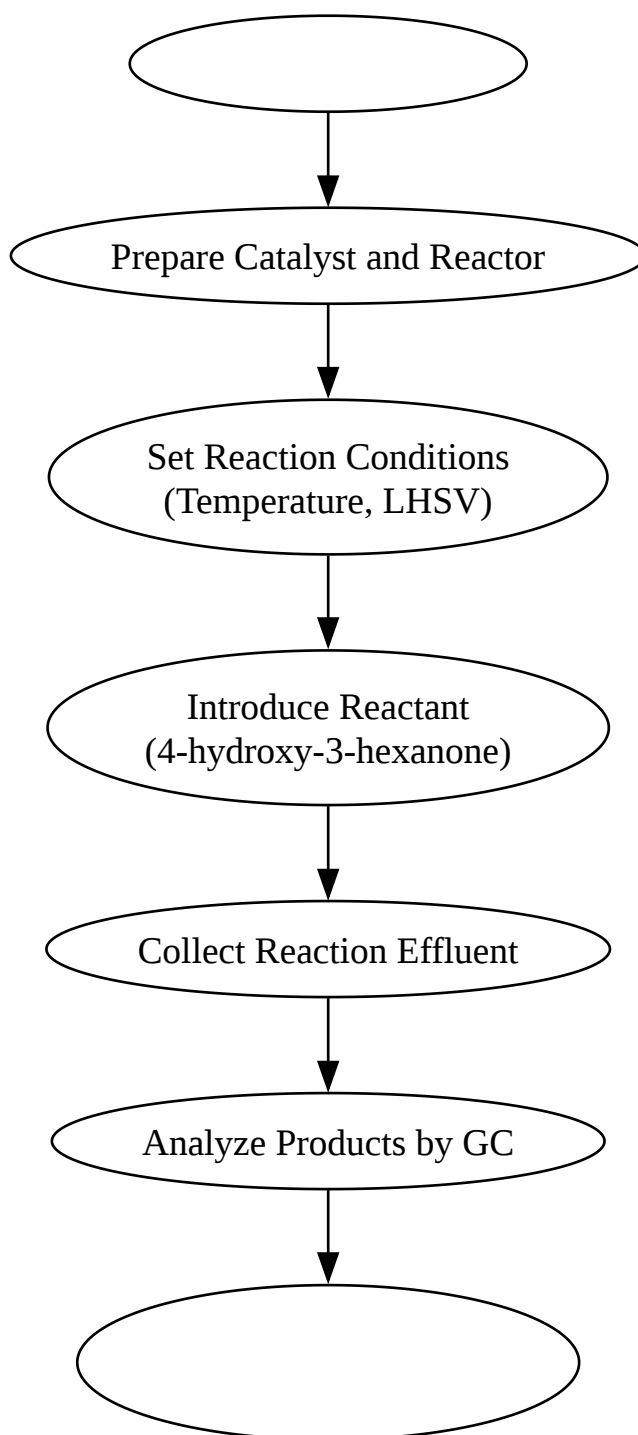 Prepare Catalyst and Reactor
Set Reaction Conditions
(Temperature, LHSV)
Introduce Reactant
(4-hydroxy-3-hexanone)
Collect Reaction Effluent
Analyze Products by GC